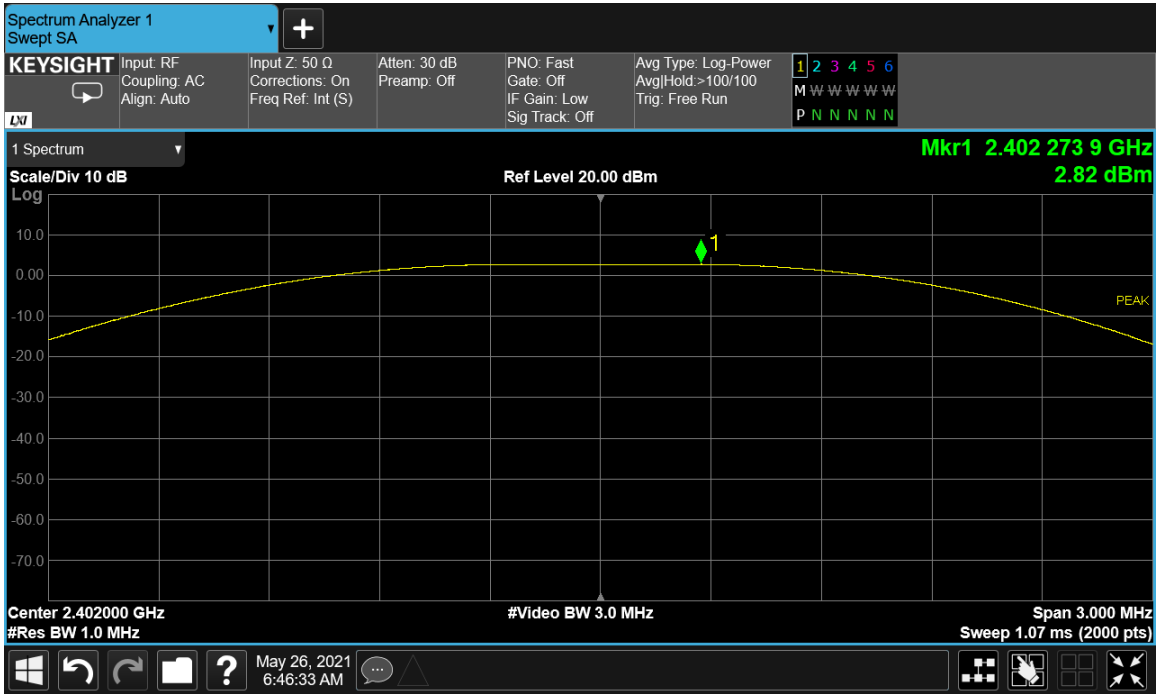 Spectrum Analyzer 1
Swept SA
KEYSIGHT
LXI
Input: RF
Coupling: AC
Align: Auto
Input Z: 50 Ω
Corrections: On
Freq Ref: Int (S)
Atten: 30 dB
Preamp: Off
PNO: Fast
Gate: Off
IF Gain: Low
Sig Track: Off
Avg Type: Log-Power
Avg|Hold:>100/100
Trig: Free Run
1 2 3 4 5 6
M W W W W W
P N N N N N
1 Spectrum
Mkr1 2.402 273 9 GHz
Scale/Div 10 dB
Ref Level 20.00 dBm
2.82 dBm
Log
10.0
1
0.00
PEAK
-10.0
-20.0
-30.0
-40.0
-50.0
-60.0
-70.0
Center 2.402000 GHz
#Video BW 3.0 MHz
Span 3.000 MHz
#Res BW 1.0 MHz
Sweep 1.07 ms (2000 pts)
?
May 26, 2021
6:46:33 AM